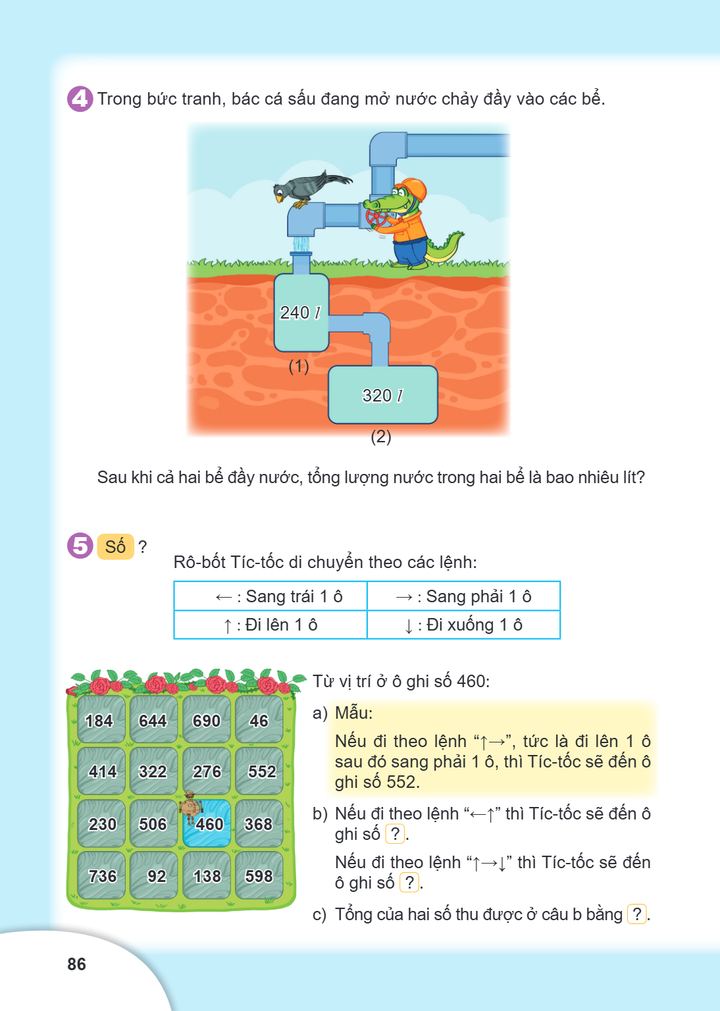 4 Trong bức tranh, bác cá sấu đang mở nước chảy đầy vào các bể.
240 l
(1)
320 l
(2)
Sau khi cả hai bể đầy nước, tổng lượng nước trong hai bể là bao nhiêu lít?
5 Số ?
Rô-bốt Tíc-tốc di chuyển theo các lệnh:
← : Sang trái 1 ô → : Sang phải 1 ô
↑ : Đi lên 1 ô ↓ : Đi xuống 1 ô
184 644 690 46
414 322 276 552
230 506 460 368
736 92 138 598
Từ vị trí ở ô ghi số 460:
a) Mẫu:
Nếu đi theo lệnh “↑→”, tức là đi lên 1 ô
sau đó sang phải 1 ô, thì Tíc-tốc sẽ đến ô
ghi số 552.
b) Nếu đi theo lệnh “←↑” thì Tíc-tốc sẽ đến ô
ghi số ?.
Nếu đi theo lệnh “↑→↓” thì Tíc-tốc sẽ đến
ô ghi số ?.
c) Tổng của hai số thu được ở câu b bằng ?.
86